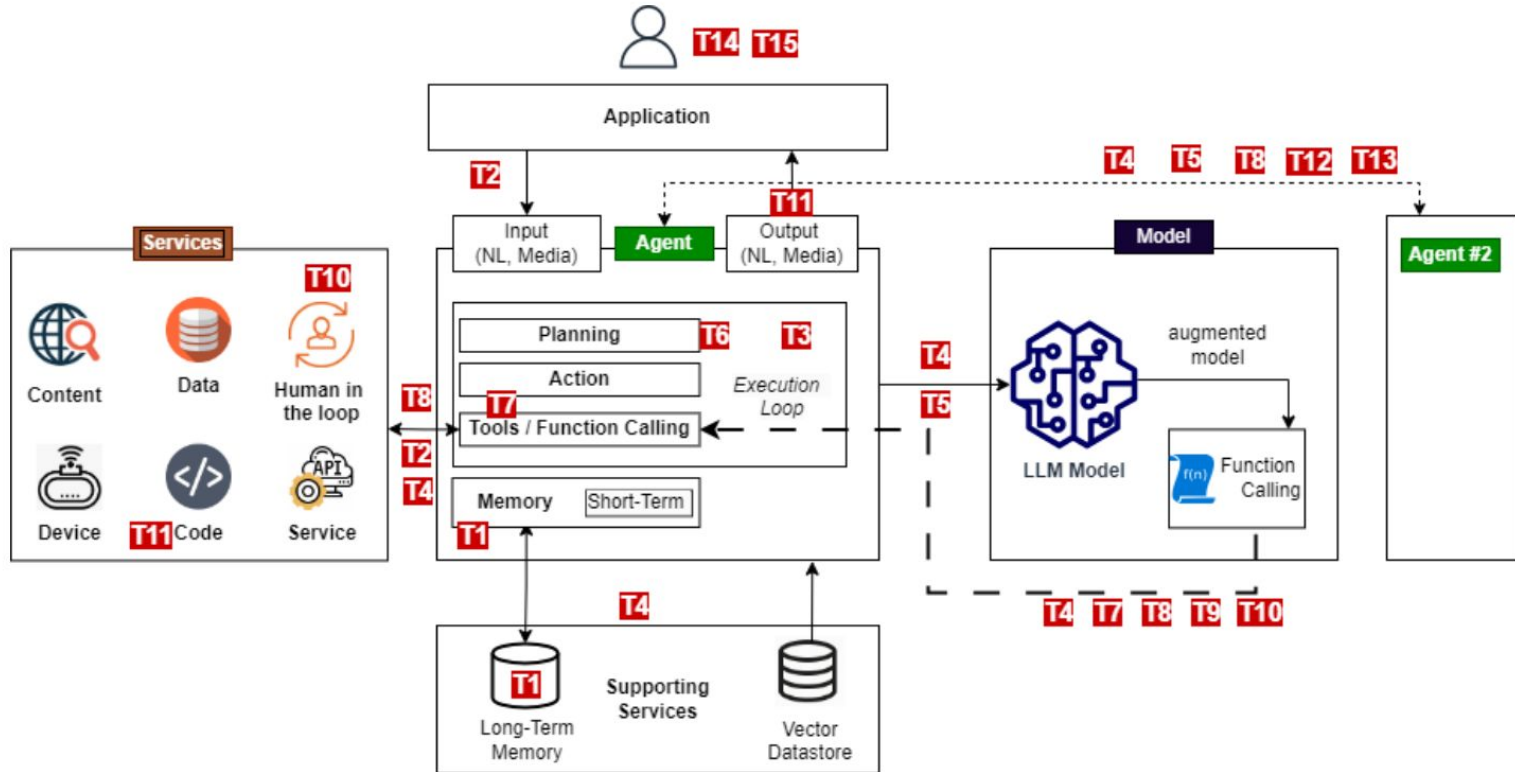 T14 T15
Application
T2
T11
T4 T5 T8 T12 T13
Services
Input
(NL, Media)
Agent
Output
(NL, Media)
Model
Agent #2
T10
Content
Data
Human in
the loop
Device
T11
Code
API
Service
T8
T2
T4
Planning
T6
T3
Action
Execution
Loop
T7
Tools / Function Calling
Memory
Short-Term
T1
T4
T5
LLM Model
augmented
model
f(n)
Function
Calling
T4 T7 T8 T9 T10
T4
T1
Long-Term
Memory
Supporting
Services
Vector
Datastore